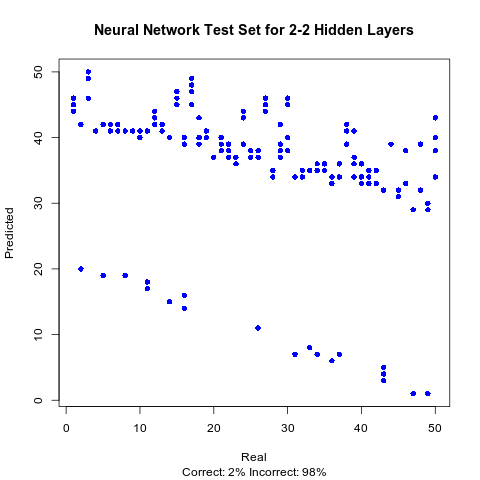 Neural Network Test Set for 2-2 Hidden Layers
Predicted
50
40
30
20
10
0
0 10 20 30 40 50
Real
Correct: 2% Incorrect: 98%